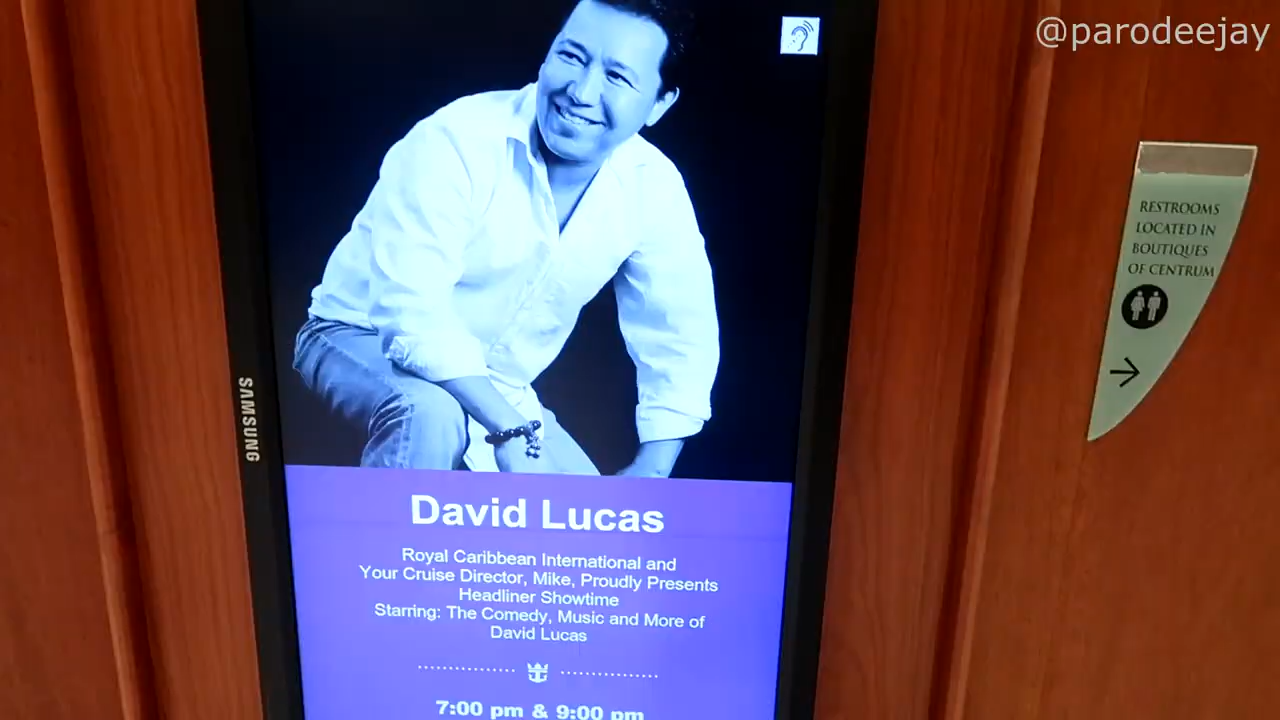 @parodeejay
RESTROOMS
LOCATED IN
BOUTIQUES
OF CENTRUM
SAMSUNG
David Lucas
Royal Caribbean International and
Your Cruise Director, Mike, Proudly Presents
Headliner Showtime
Starring: The Comedy, Music and More of
David Lucas
7:00 pm & 9:00 pm